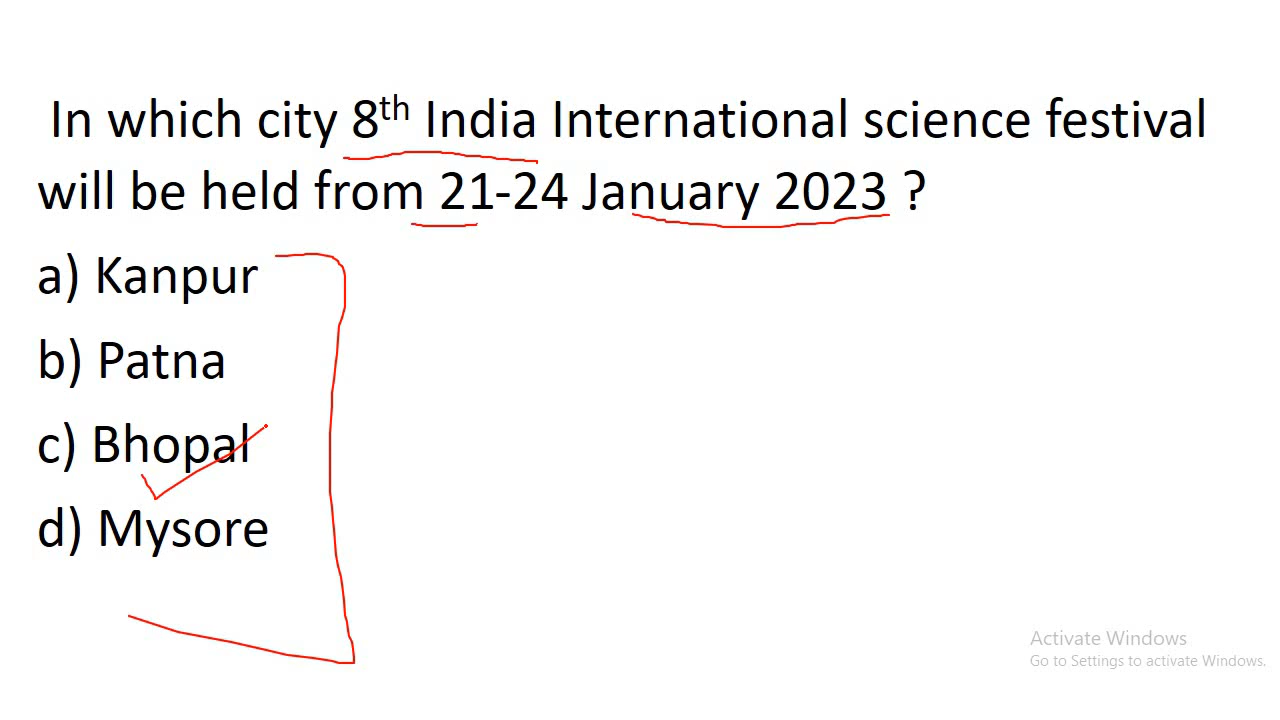 In which city 8th India International science festival
will be held from 21-24 January 2023 ?
a) Kanpur
b) Patna
c) Bhopal
d) Mysore
Activate Windows
Go to Settings to activate Windows.